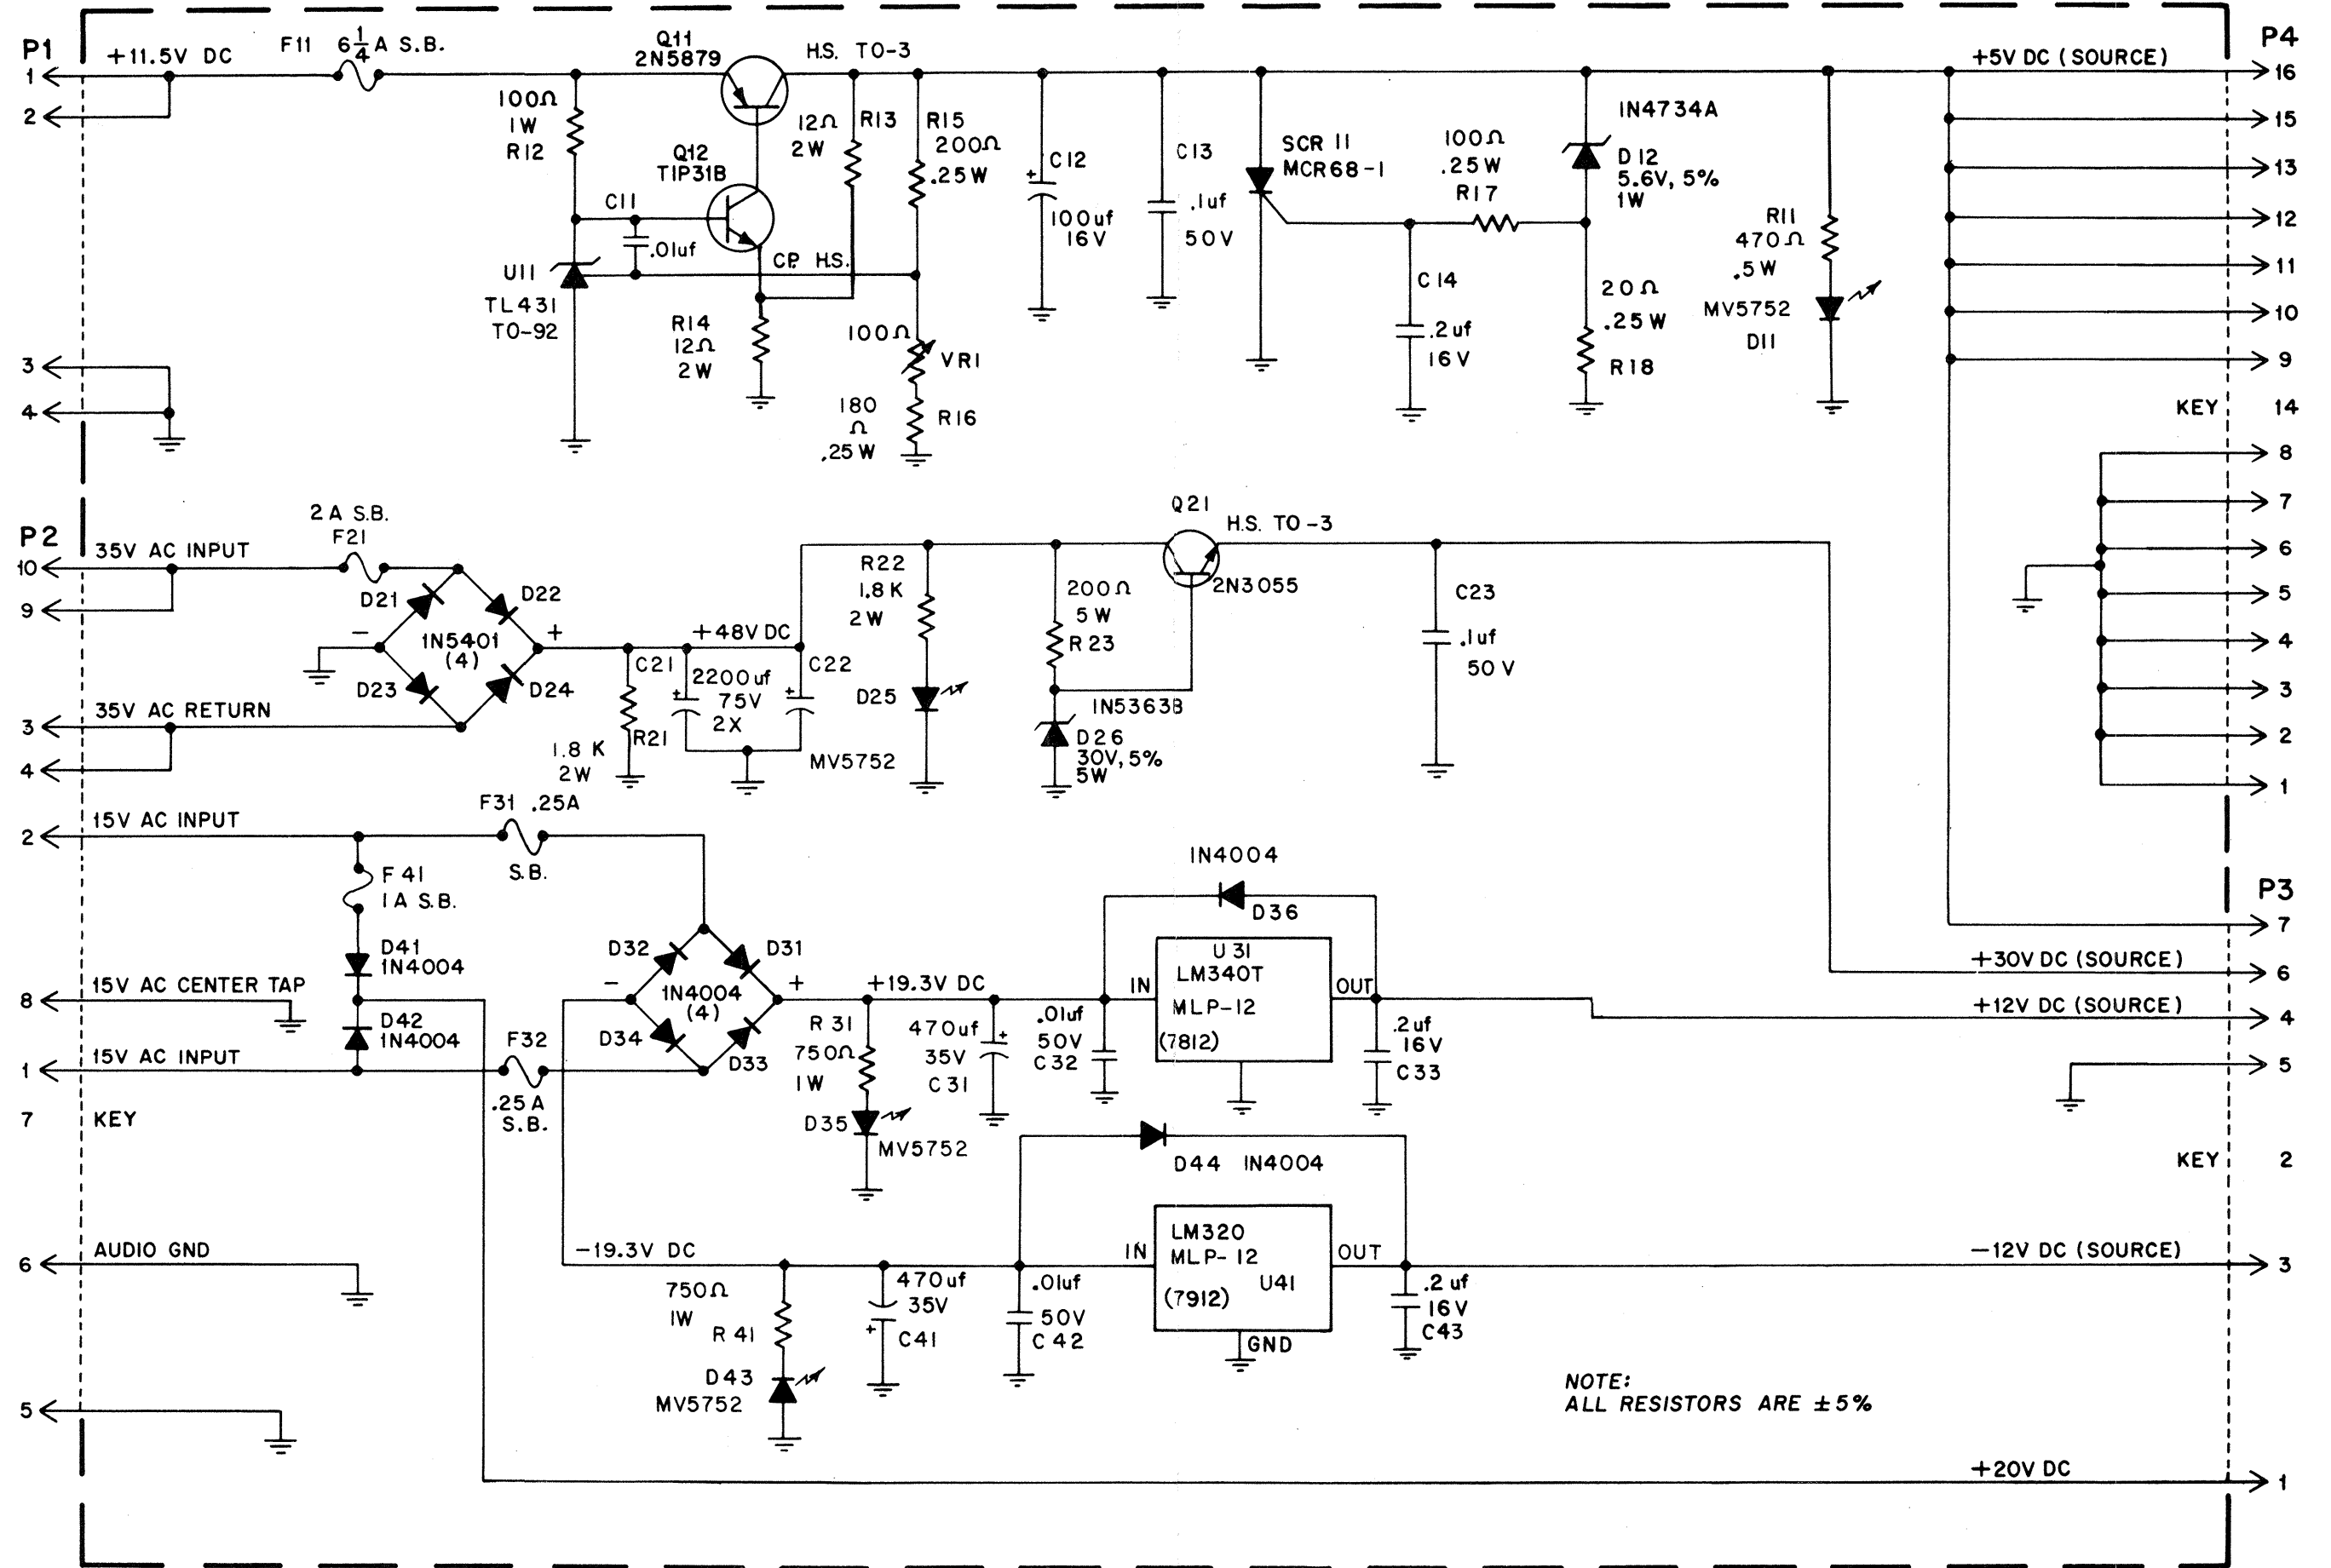 P1
1
2
3
4
+11.5V DC
F11 6 1/4 A S.B.
100Ω
1W
R12
Q11
2N5879
H.S. TO-3
Q12
TIP31B
C11
.01uf
U11
TL431
TO-92
CP. H.S.
12Ω
2W
R13
R14
12Ω
2W
R15
200Ω
.25W
100Ω
VR1
180
Ω
.25W
R16
C12
+
100uf
16V
C13
.1uf
50V
SCR 11
MCR68-1
100Ω
.25W
R17
C14
.2uf
16V
1N4734A
D12
5.6V, 5%
1W
20Ω
.25W
R18
R11
470Ω
.5W
MV5752
D11
+5V DC (SOURCE)
P4
16
15
13
12
11
10
9
KEY 14
8
7
6
5
4
3
2
1
P2
10
9
3
4
2
8
1
7 KEY
6
5
35V AC INPUT
2A S.B.
F21
D21
D22
1N5401
(4)
D23
D24
−
+
35V AC RETURN
1.8 K
2W
R21
C21
+
2200uf
75V
2X
+48V DC
C22
+
R22
1.8 K
2W
D25
MV5752
200Ω
5W
R23
1N5363B
D26
30V, 5%
5W
Q21
H.S. TO-3
2N3055
C23
.1uf
50V
15V AC INPUT
F31 .25A
S.B.
F41
1A S.B.
D41
1N4004
15V AC CENTER TAP
D42
1N4004
15V AC INPUT
F32
.25A
S.B.
D32
D31
1N4004
(4)
D34
D33
−
+
+19.3V DC
R31
750Ω
1W
D35
MV5752
470uf
35V
C31
+
.01uf
50V
C32
1N4004
D36
IN
U31
LM340T
MLP-12
(7812)
OUT
.2uf
16V
C33
P3
7
+30V DC (SOURCE)
6
+12V DC (SOURCE)
4
5
KEY 2
−12V DC (SOURCE)
3
+20V DC
1
AUDIO GND
−19.3V DC
750Ω
1W
R41
D43
MV5752
470uf
35V
+
C41
.01uf
50V
C42
D44 1N4004
IN
LM320
MLP-12
U41
(7912)
OUT
GND
.2uf
16V
C43
NOTE:
ALL RESISTORS ARE ±5%